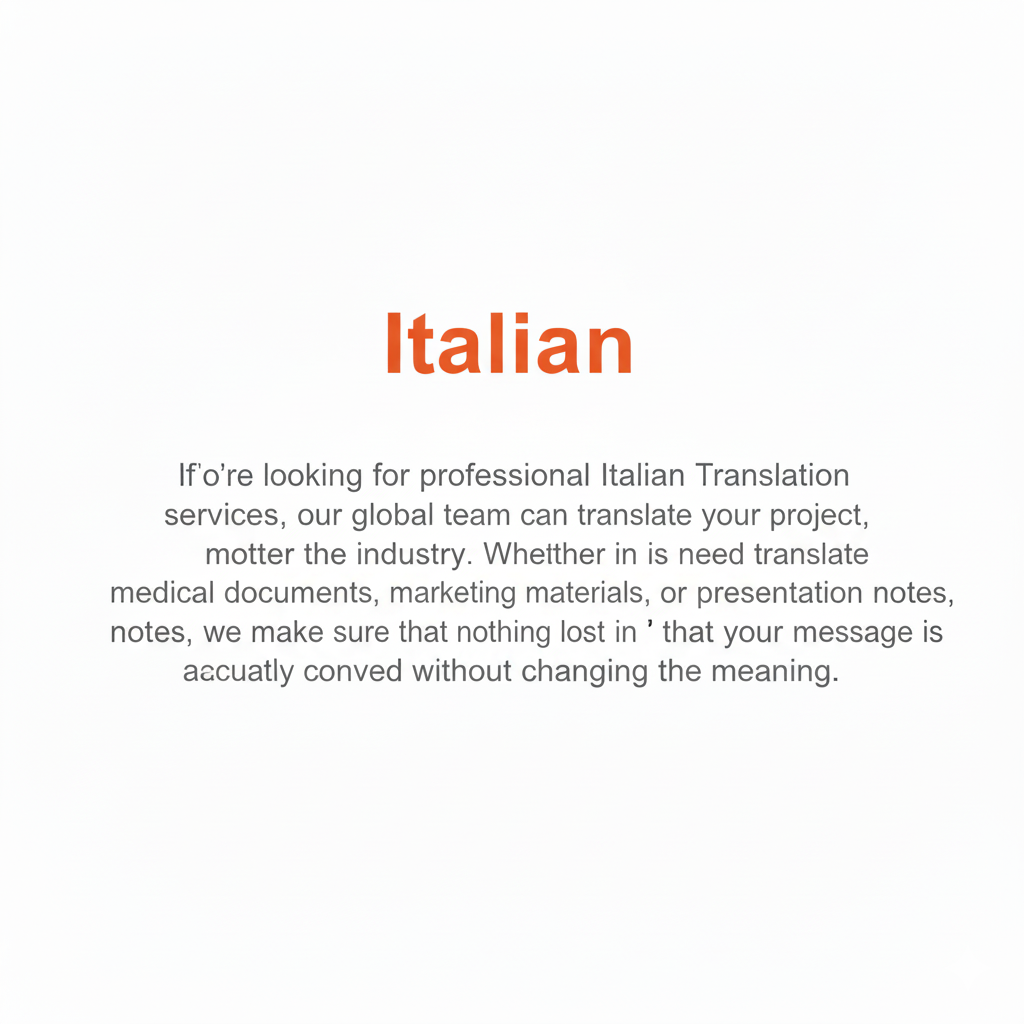 Italian
If'o're looking for professional Italian Translation
services, our global team can translate your project,
motter the industry. Whetther in is need translate
medical documents, marketing materials, or presentation notes,
notes, we make sure that nothing lost in ’ that your message is
aacuatly conved without changing the meaning.